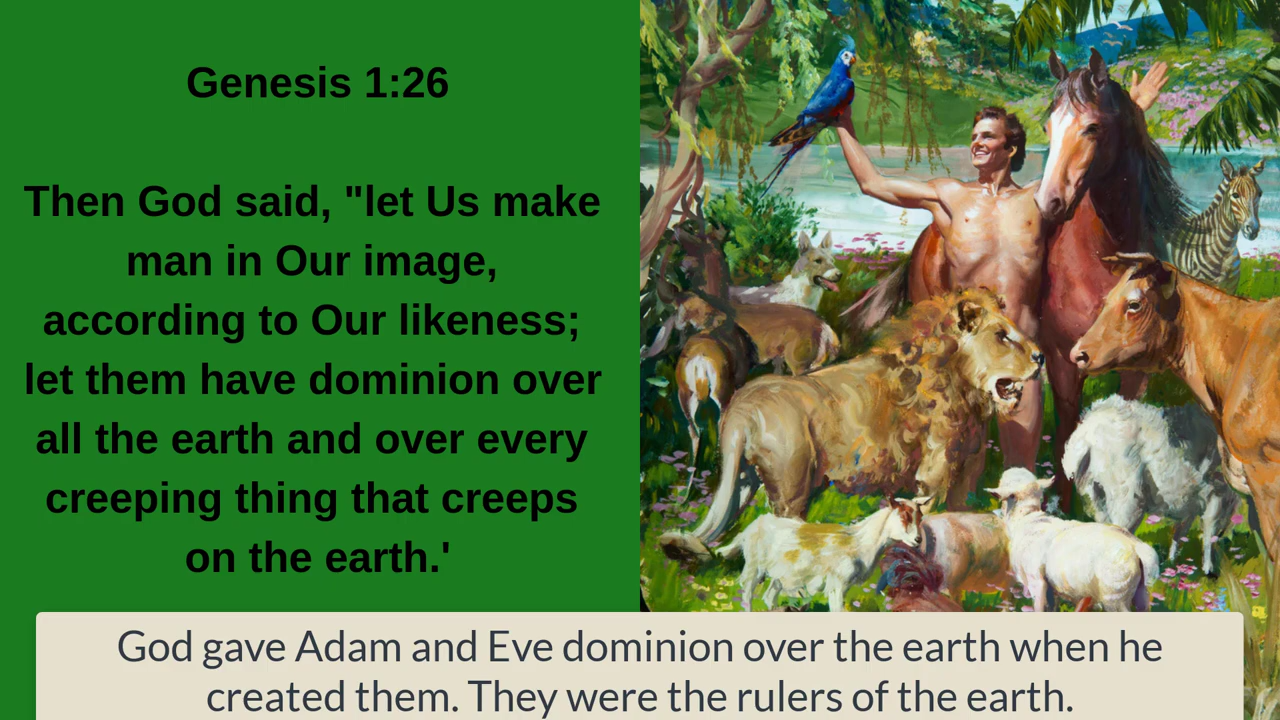 Genesis 1:26
Then God said, "let Us make
man in Our image,
according to Our likeness;
let them have dominion over
all the earth and over every
creeping thing that creeps
on the earth.'
God gave Adam and Eve dominion over the earth when he
created them. They were the rulers of the earth.